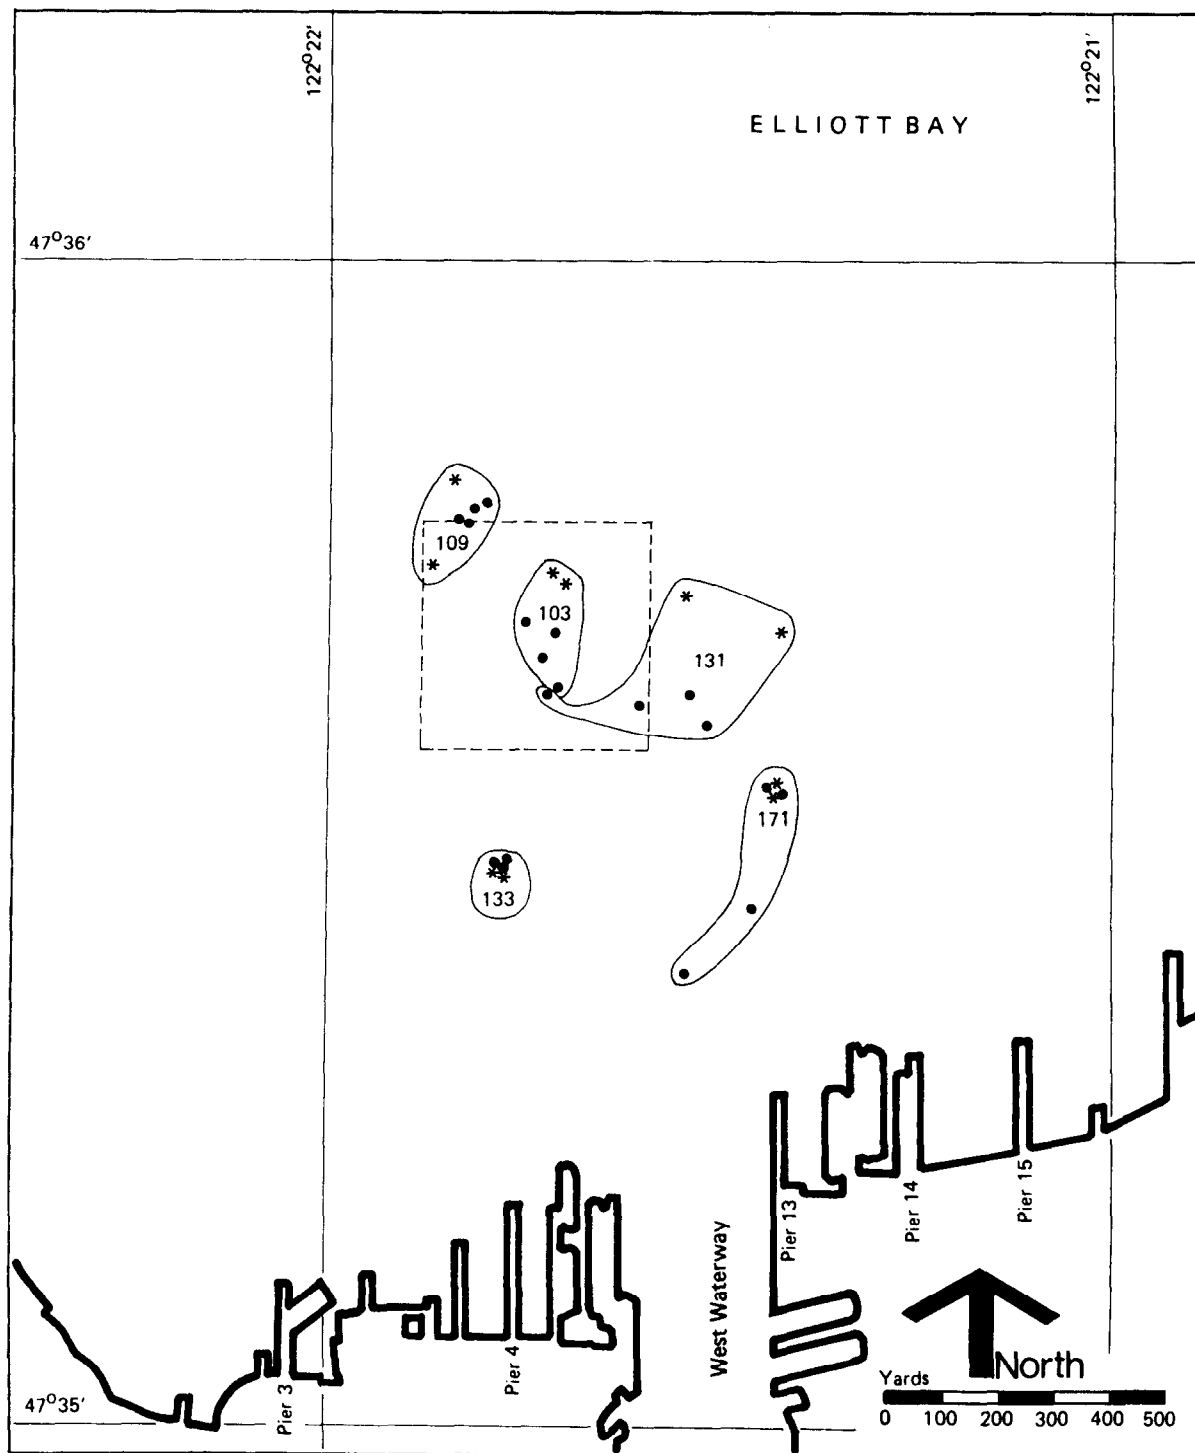 122°22'
122°21'
ELLIOTT BAY
47°36'
109
103
131
171
133
Pier 13
Pier 14
Pier 15
West Waterway
Pier 4
Pier 3
North
Yards
47°35'
0 100 200 300 400 500